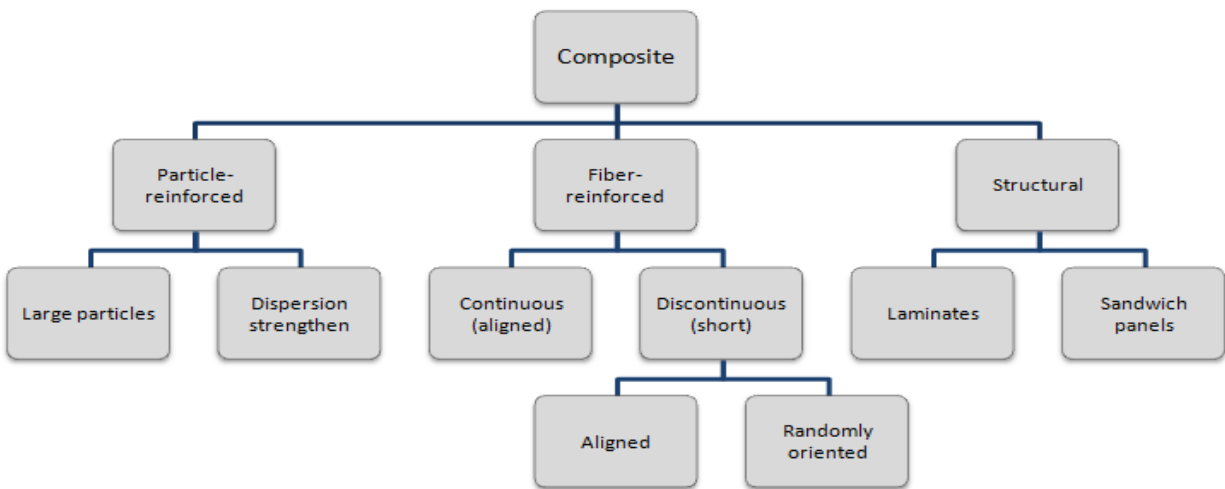 Composite
Particle-
reinforced
Fiber-
reinforced
Structural
Large particles
Dispersion
strengthen
Continuous
(aligned)
Discontinuous
(short)
Laminates
Sandwich
panels
Aligned
Randomly
oriented